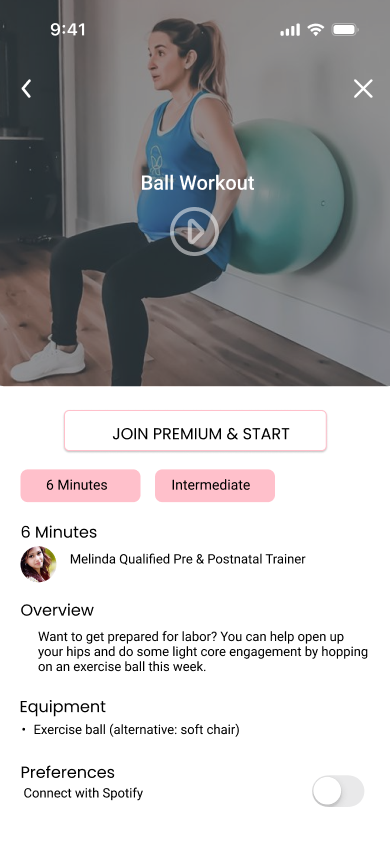 9:41
Ball Workout
JOIN PREMIUM & START
6 Minutes
Intermediate
6 Minutes
Melinda Qualified Pre & Postnatal Trainer
Overview
Want to get prepared for labor? You can help open up
your hips and do some light core engagement by hopping
on an exercise ball this week.
Equipment
• Exercise ball (alternative: soft chair)
Preferences
Connect with Spotify